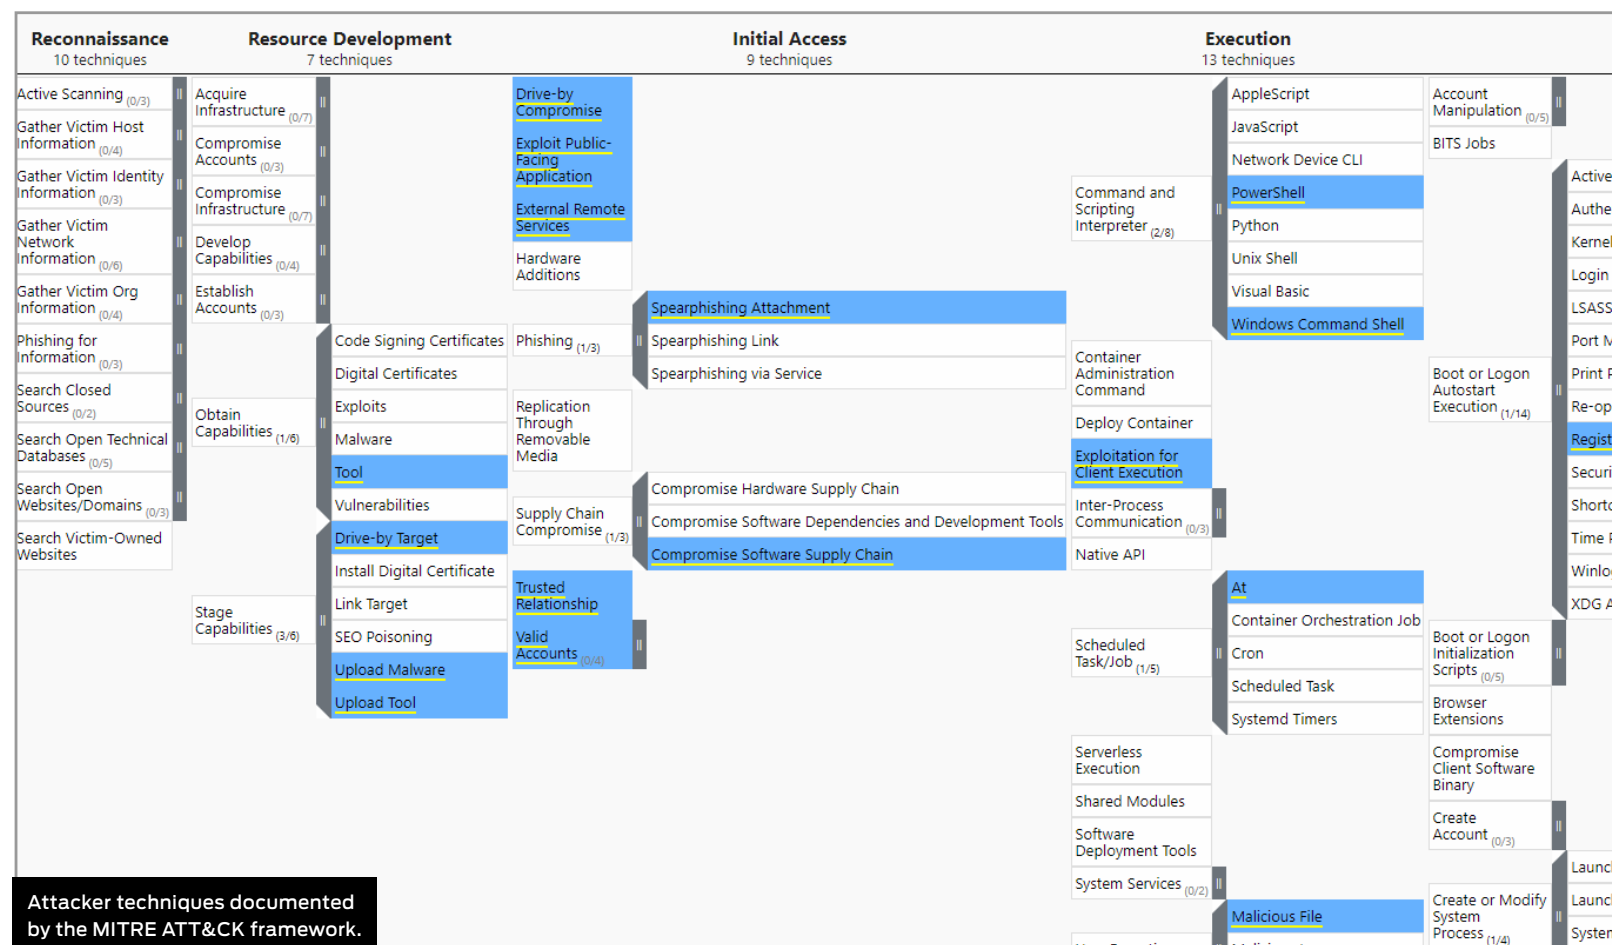 Reconnaissance
10 techniques
Active Scanning (0/3)
Gather Victim Host
Information (0/4)
Gather Victim Identity
Information (0/3)
Gather Victim
Network
Information (0/6)
Gather Victim Org
Information (0/4)
Phishing for
Information (0/3)
Search Closed
Sources (0/2)
Search Open Technical
Databases (0/5)
Search Open
Websites/Domains (0/3)
Search Victim-Owned
Websites
Resource Development
7 techniques
Acquire
Infrastructure (0/7)
Compromise
Accounts (0/3)
Compromise
Infrastructure (0/7)
Develop
Capabilities (0/4)
Establish
Accounts (0/3)
Obtain
Capabilities (1/6)
Code Signing Certificates
Digital Certificates
Exploits
Malware
Tool
Vulnerabilities
Stage
Capabilities (3/6)
Drive-by Target
Install Digital Certificate
Link Target
SEO Poisoning
Upload Malware
Upload Tool
Initial Access
9 techniques
Drive-by
Compromise
Exploit Public-
Facing
Application
External Remote
Services
Hardware
Additions
Phishing (1/3)
Spearphishing Attachment
Spearphishing Link
Spearphishing via Service
Replication
Through
Removable
Media
Supply Chain
Compromise (1/3)
Compromise Hardware Supply Chain
Compromise Software Dependencies and Development Tools
Compromise Software Supply Chain
Trusted
Relationship
Valid
Accounts (0/4)
Execution
13 techniques
Command and
Scripting
Interpreter (2/8)
AppleScript
JavaScript
Network Device CLI
PowerShell
Python
Unix Shell
Visual Basic
Windows Command Shell
Container
Administration
Command
Deploy Container
Exploitation for
Client Execution
Inter-Process
Communication (0/3)
Native API
Scheduled
Task/Job (1/5)
At
Container Orchestration Job
Cron
Scheduled Task
Systemd Timers
Serverless
Execution
Shared Modules
Software
Deployment Tools
System Services (0/2)
Malicious File
Account
Manipulation (0/5)
BITS Jobs
Boot or Logon
Autostart
Execution (1/14)
Active
Authe
Kernel
Login
LSASS
Port M
Print P
Re-op
Regist
Securi
Shortc
Time P
Winlo
XDG A
Boot or Logon
Initialization
Scripts (0/5)
Browser
Extensions
Compromise
Client Software
Binary
Create
Account (0/3)
Create or Modify
System
Process (1/4)
Launc
Launc
System
Attacker techniques documented
by the MITRE ATT&CK framework.